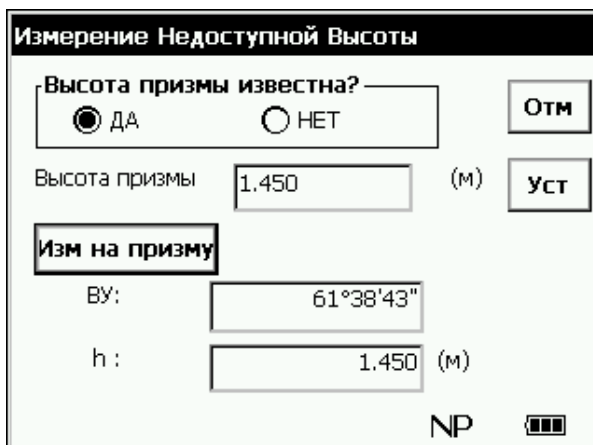 Измерение Недоступной Высоты
Высота призмы известна?
ДА НЕТ
Отм
Высота призмы 1.450 (м)
Уст
Изм на призму
ВУ: 61°38'43"
h : 1.450 (м)
NP